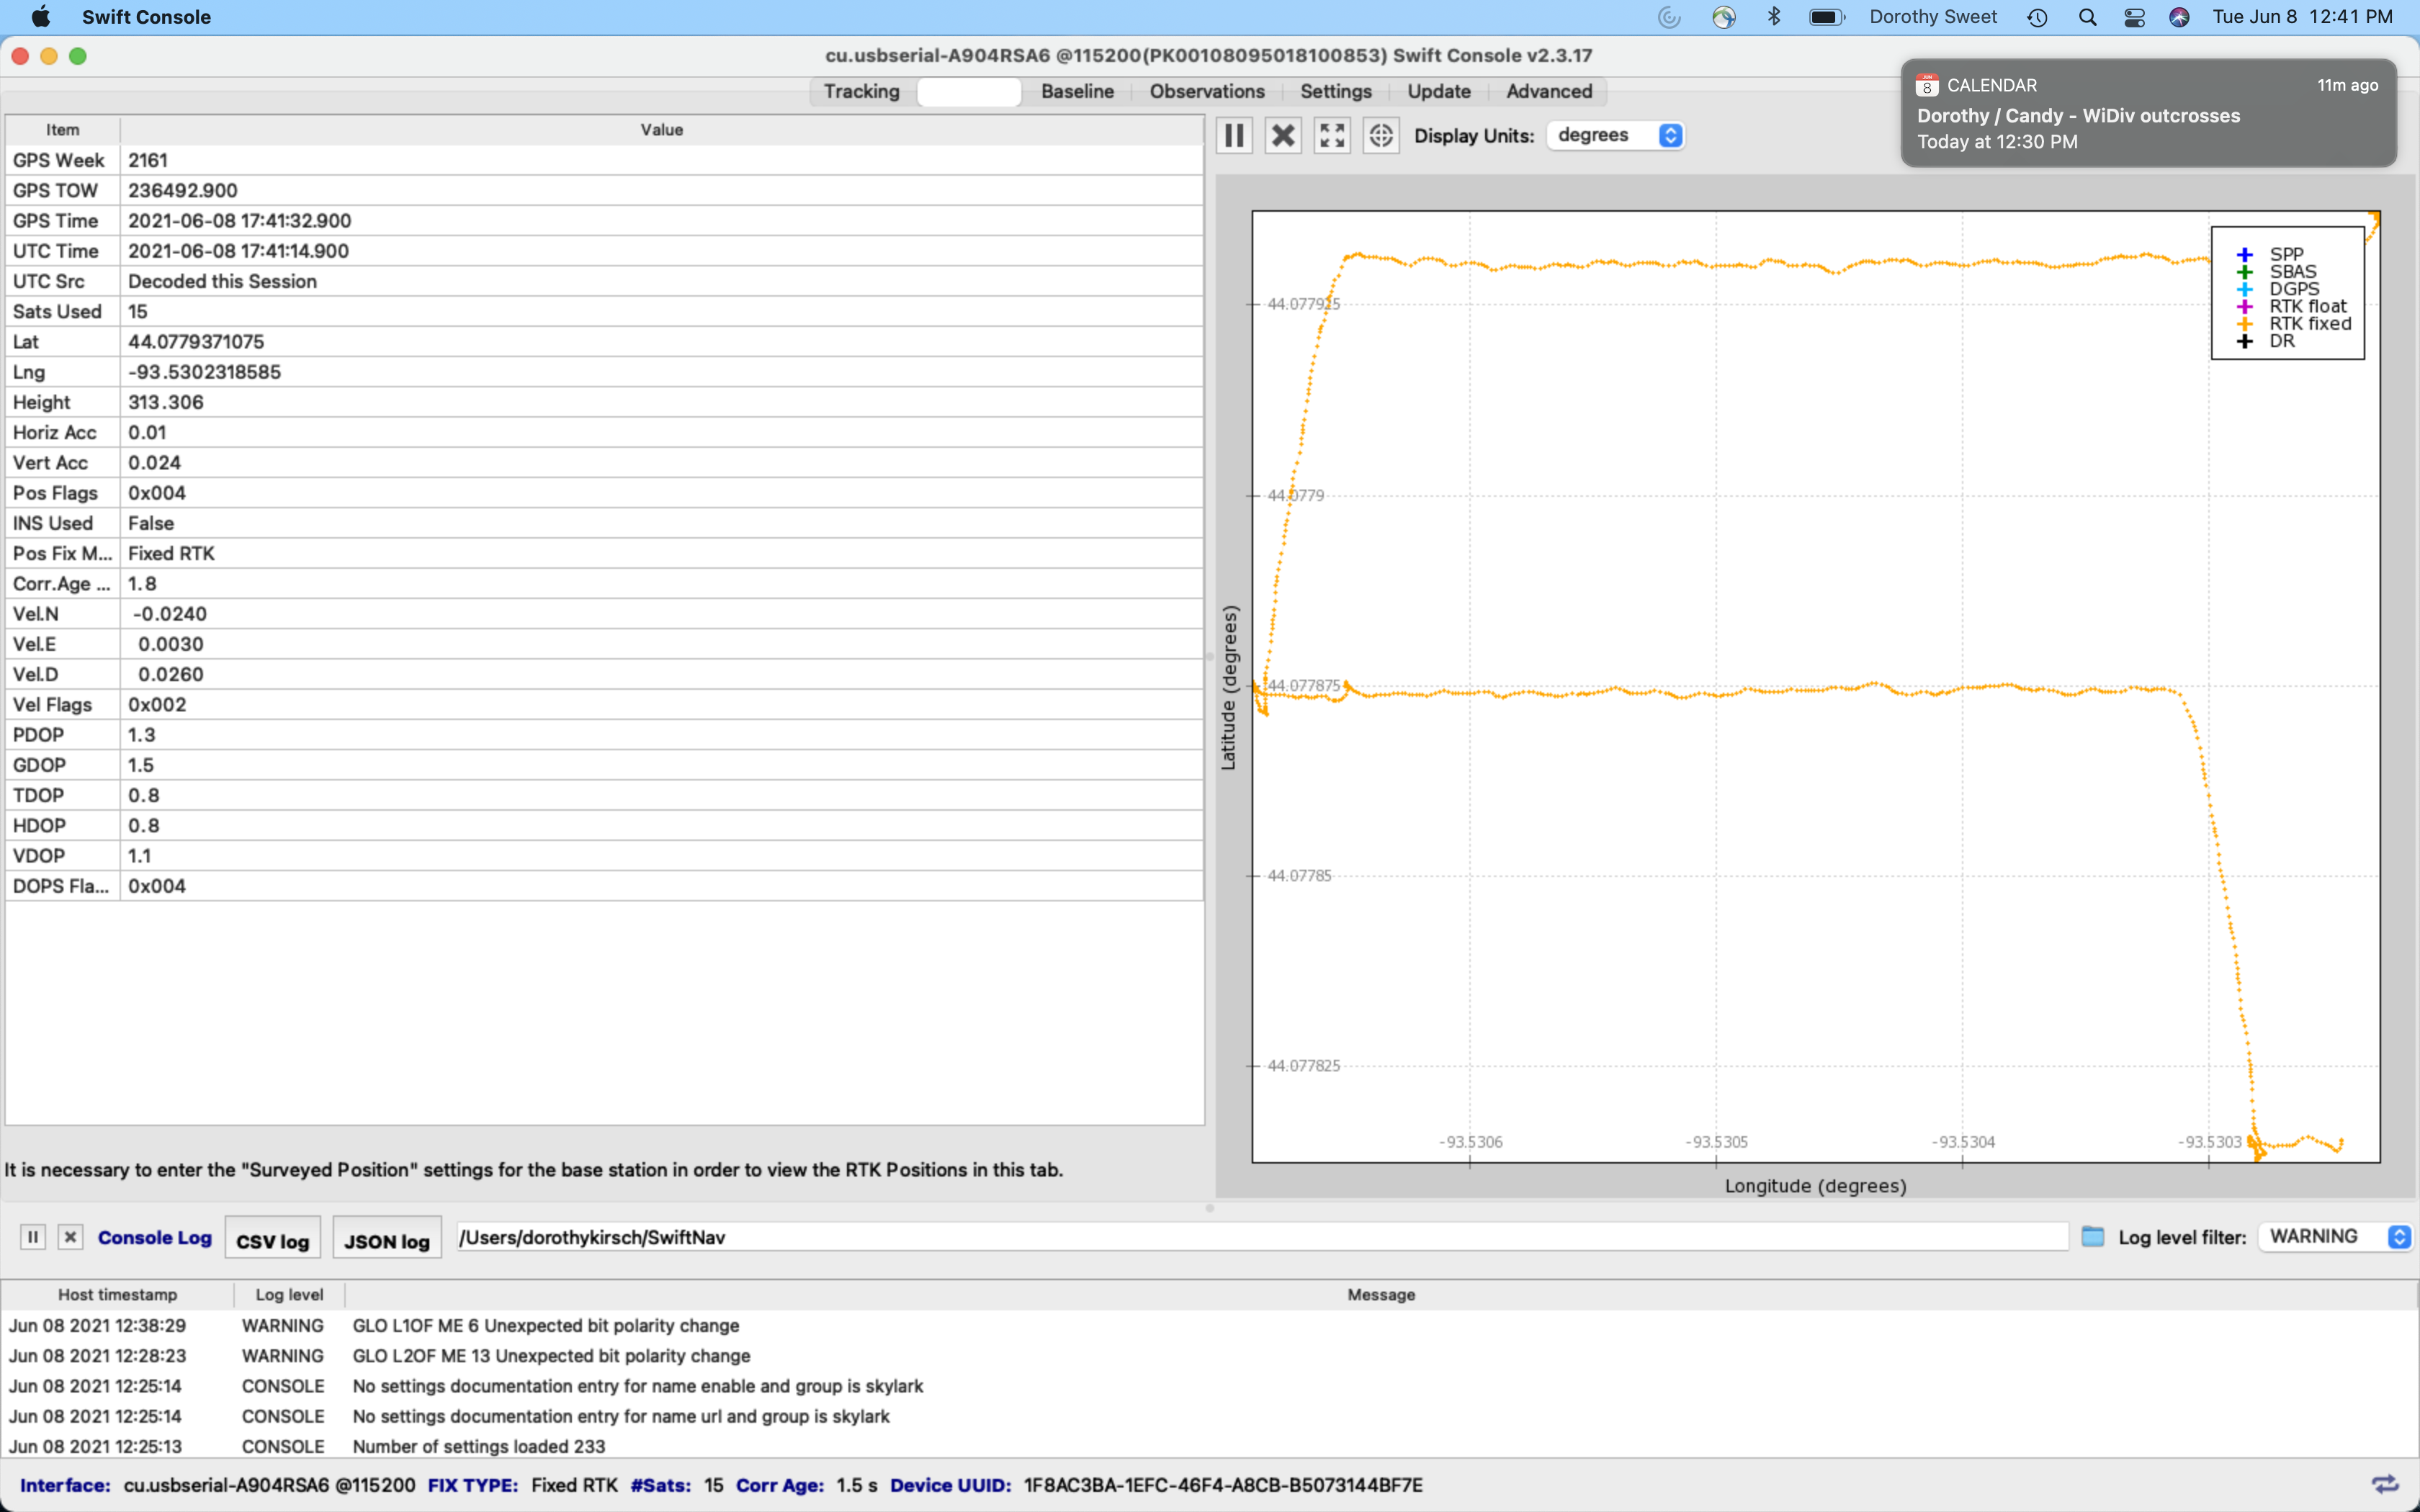 Swift Console
Dorothy Sweet
Tue Jun 8 12:41 PM
cu.usbserial-A904RSA6 @115200(PK00108095018100853) Swift Console v2.3.17
Tracking Baseline Observations Settings Update Advanced
JUN 8 CALENDAR 11m ago
Dorothy / Candy - WiDiv outcrosses
Today at 12:30 PM
Item Value
GPS Week 2161
GPS TOW 236492.900
GPS Time 2021-06-08 17:41:32.900
UTC Time 2021-06-08 17:41:14.900
UTC Src Decoded this Session
Sats Used 15
Lat 44.0779371075
Lng -93.5302318585
Height 313.306
Horiz Acc 0.01
Vert Acc 0.024
Pos Flags 0x004
INS Used False
Pos Fix M... Fixed RTK
Corr.Age ... 1.8
Vel.N -0.0240
Vel.E 0.0030
Vel.D 0.0260
Vel Flags 0x002
PDOP 1.3
GDOP 1.5
TDOP 0.8
HDOP 0.8
VDOP 1.1
DOPS Fla... 0x004
It is necessary to enter the "Surveyed Position" settings for the base station in order to view the RTK Positions in this tab.
Display Units: degrees
SPP
SBAS
DGPS
RTK float
RTK fixed
DR
44.077925
44.0779
44.077875
44.07785
44.077825
Latitude (degrees)
-93.5306 -93.5305 -93.5304 -93.5303
Longitude (degrees)
Console Log CSV log JSON log /Users/dorothykirsch/SwiftNav Log level filter: WARNING
Host timestamp Log level Message
Jun 08 2021 12:38:29 WARNING GLO L1OF ME 6 Unexpected bit polarity change
Jun 08 2021 12:28:23 WARNING GLO L2OF ME 13 Unexpected bit polarity change
Jun 08 2021 12:25:14 CONSOLE No settings documentation entry for name enable and group is skylark
Jun 08 2021 12:25:14 CONSOLE No settings documentation entry for name url and group is skylark
Jun 08 2021 12:25:13 CONSOLE Number of settings loaded 233
Interface: cu.usbserial-A904RSA6 @115200 FIX TYPE: Fixed RTK #Sats: 15 Corr Age: 1.5 s Device UUID: 1F8AC3BA-1EFC-46F4-A8CB-B5073144BF7E